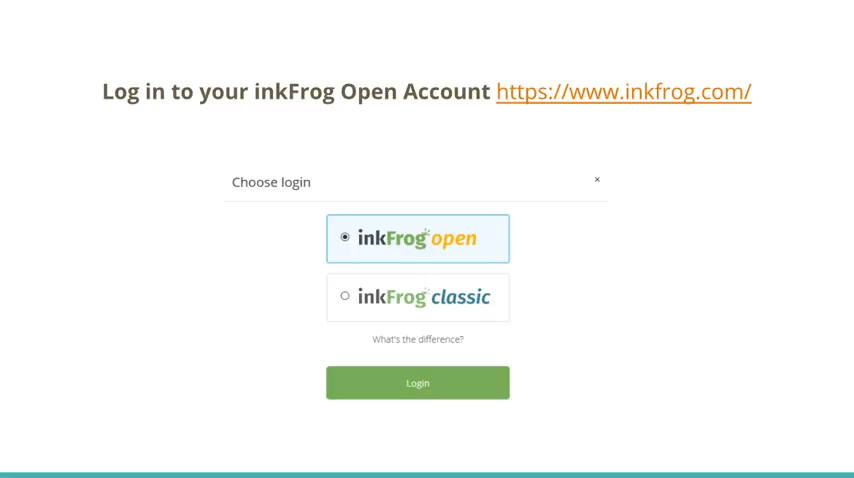 Log in to your inkFrog Open Account https://www.inkfrog.com/
Choose login ×
inkFrog open
inkFrog classic
What's the difference?
Login